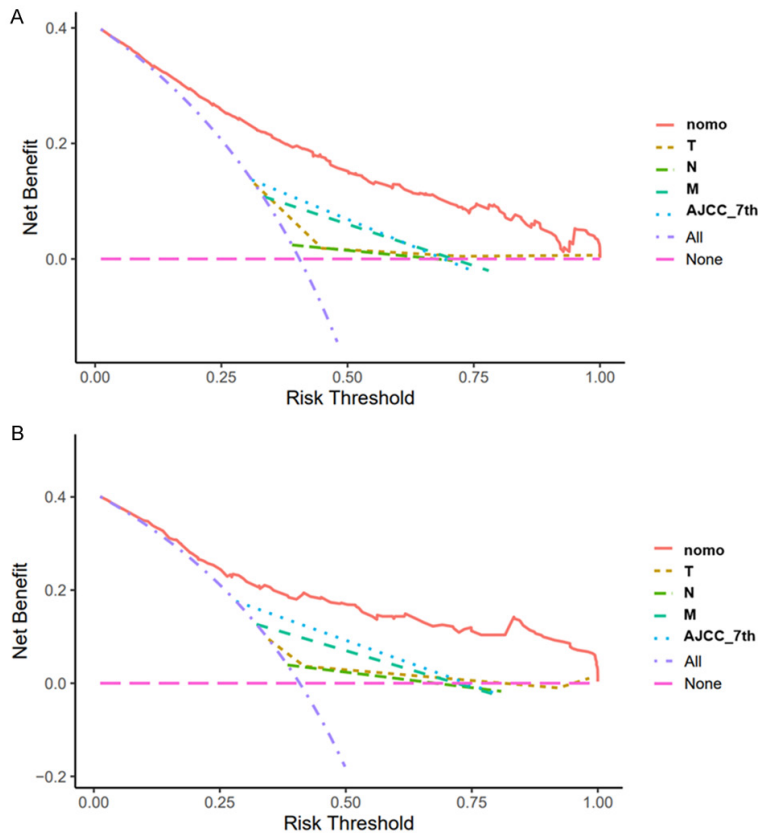 A
0.4
0.2
0.0
Net Benefit
0.00
0.25
0.50
0.75
1.00
Risk Threshold
nomo
T
N
M
AJCC_7th
All
None
B
0.4
0.2
0.0
−0.2
Net Benefit
0.00
0.25
0.50
0.75
1.00
Risk Threshold
nomo
T
N
M
AJCC_7th
All
None